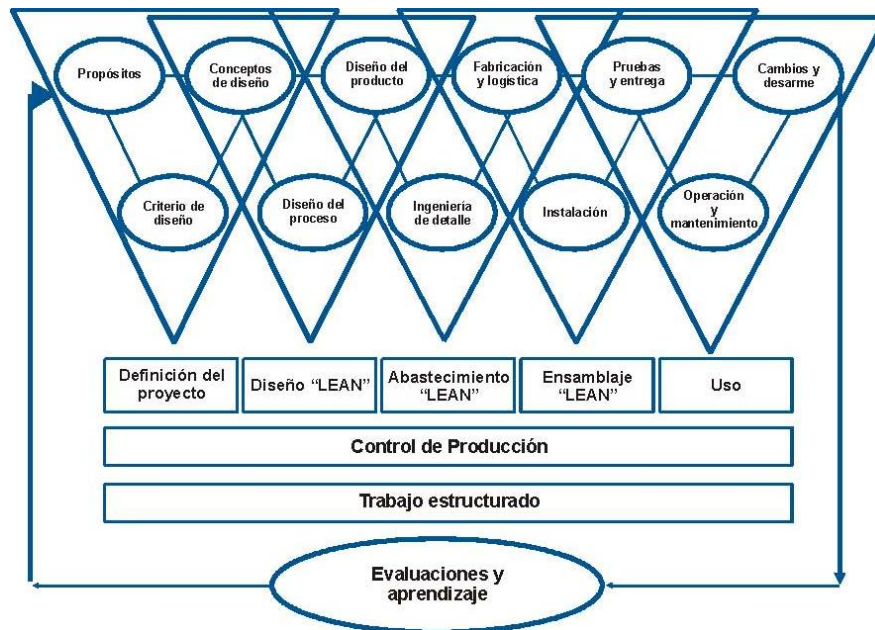 Propósitos
Conceptos
de diseño
Diseño del
producto
Fabricación
y logística
Pruebas
y entrega
Cambios y
desarme
Criterio de
diseño
Diseño del
proceso
Ingeniería
de detalle
Instalación
Operación
y
mantenimiento
Definición del
proyecto
Diseño “LEAN”
Abastecimiento
“LEAN”
Ensamblaje
“LEAN”
Uso
Control de Producción
Trabajo estructurado
Evaluaciones y
aprendizaje